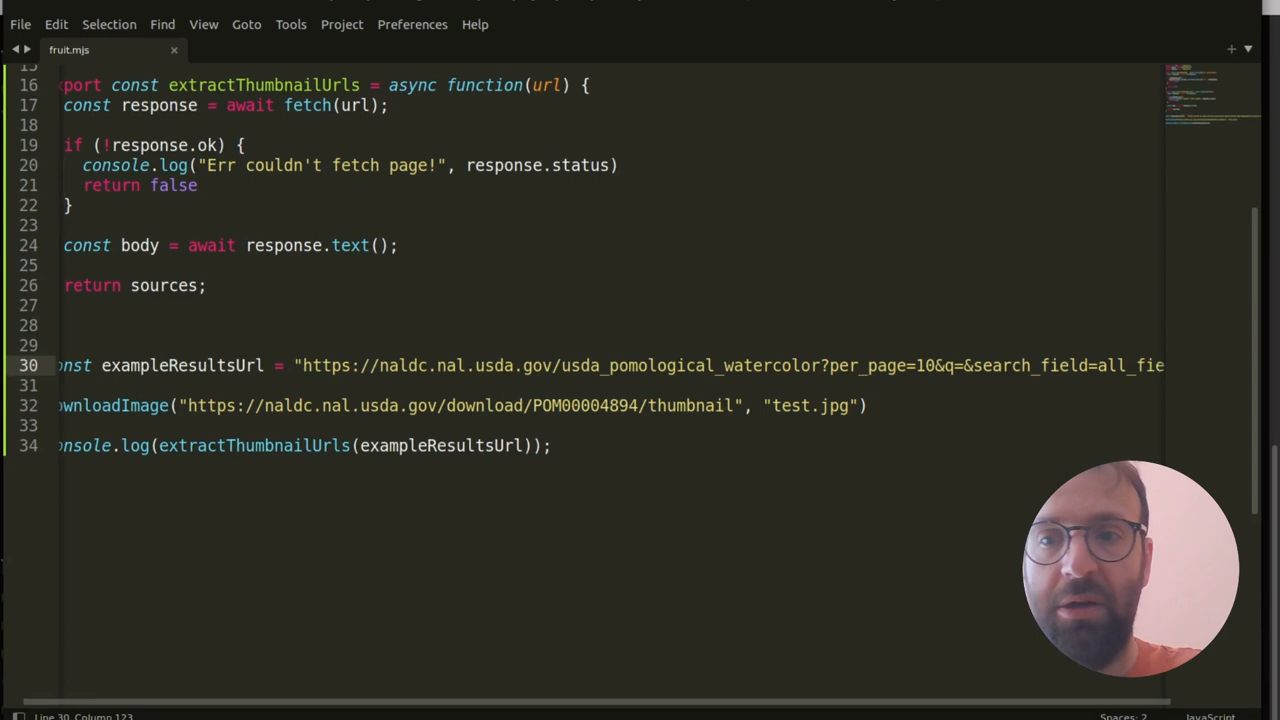 File Edit Selection Find View Goto Tools Project Preferences Help
fruit.mjs
15
16 port const extractThumbnailUrls = async function(url) {
17 const response = await fetch(url);
18
19 if (!response.ok) {
20 console.log("Err couldn't fetch page!", response.status)
21 return false
22 }
23
24 const body = await response.text();
25
26 return sources;
27
28
29
30 onst exampleResultsUrl = "https://naldc.nal.usda.gov/usda_pomological_watercolor?per_page=10&q=&search_field=all_fie
31
32 ownloadImage("https://naldc.nal.usda.gov/download/POM00004894/thumbnail", "test.jpg")
33
34 onsole.log(extractThumbnailUrls(exampleResultsUrl));
Line 30, Column 123
Spaces: 2
JavaScript